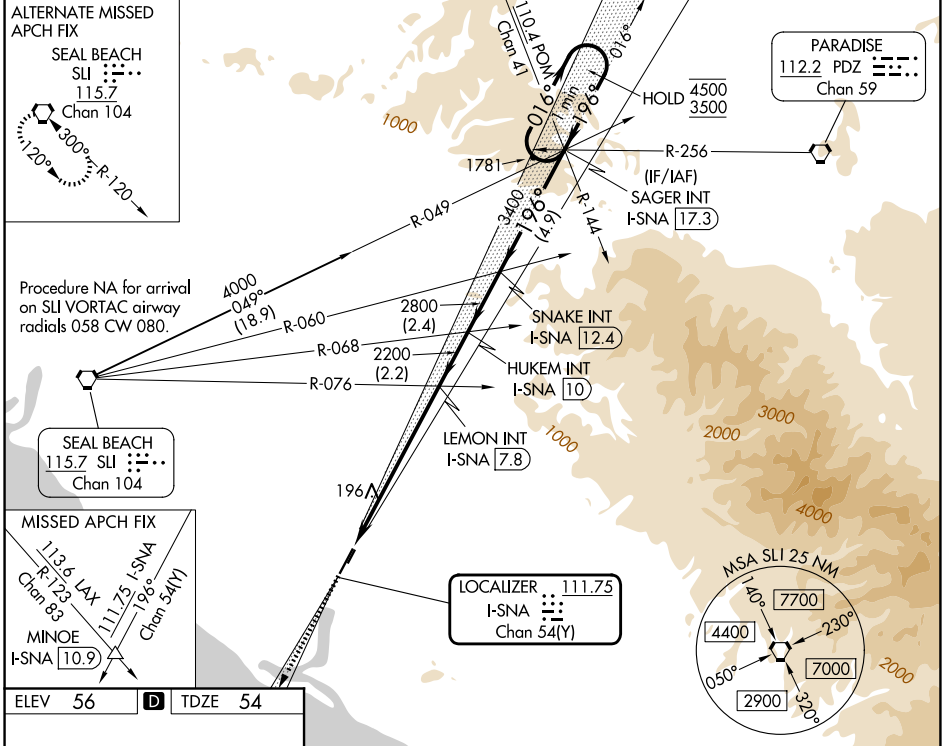 ALTERNATE MISSED
APCH FIX
SEAL BEACH
SLI
115.7
Chan 104
300°
120°
R-120
110.4 POM
Chan 41
016°
016°
1 min
196°
HOLD 4500
3500
PARADISE
112.2 PDZ
Chan 59
1000
1781
R-256
(IF/IAF)
SAGER INT
I-SNA 17.3
R-144
R-049
3400
196°
(4.9)
Procedure NA for arrival
on SLI VORTAC airway
radials 058 CW 080.
4000
049°
(18.9)
R-060
2800
(2.4)
SNAKE INT
I-SNA 12.4
R-068
2200
(2.2)
HUKEM INT
I-SNA 10
R-076
LEMON INT
I-SNA 7.8
1000
2000
3000
4000
2000
SEAL BEACH
115.7 SLI
Chan 104
196
MISSED APCH FIX
113.6 LAX
R-123
Chan 83
111.75 I-SNA
196°
Chan 54(Y)
MINOE
I-SNA 10.9
LOCALIZER 111.75
I-SNA
Chan 54(Y)
MSA SLI 25 NM
140°
7700
230°
4400
7000
050°
2900
320°
ELEV 56
D
TDZE 54